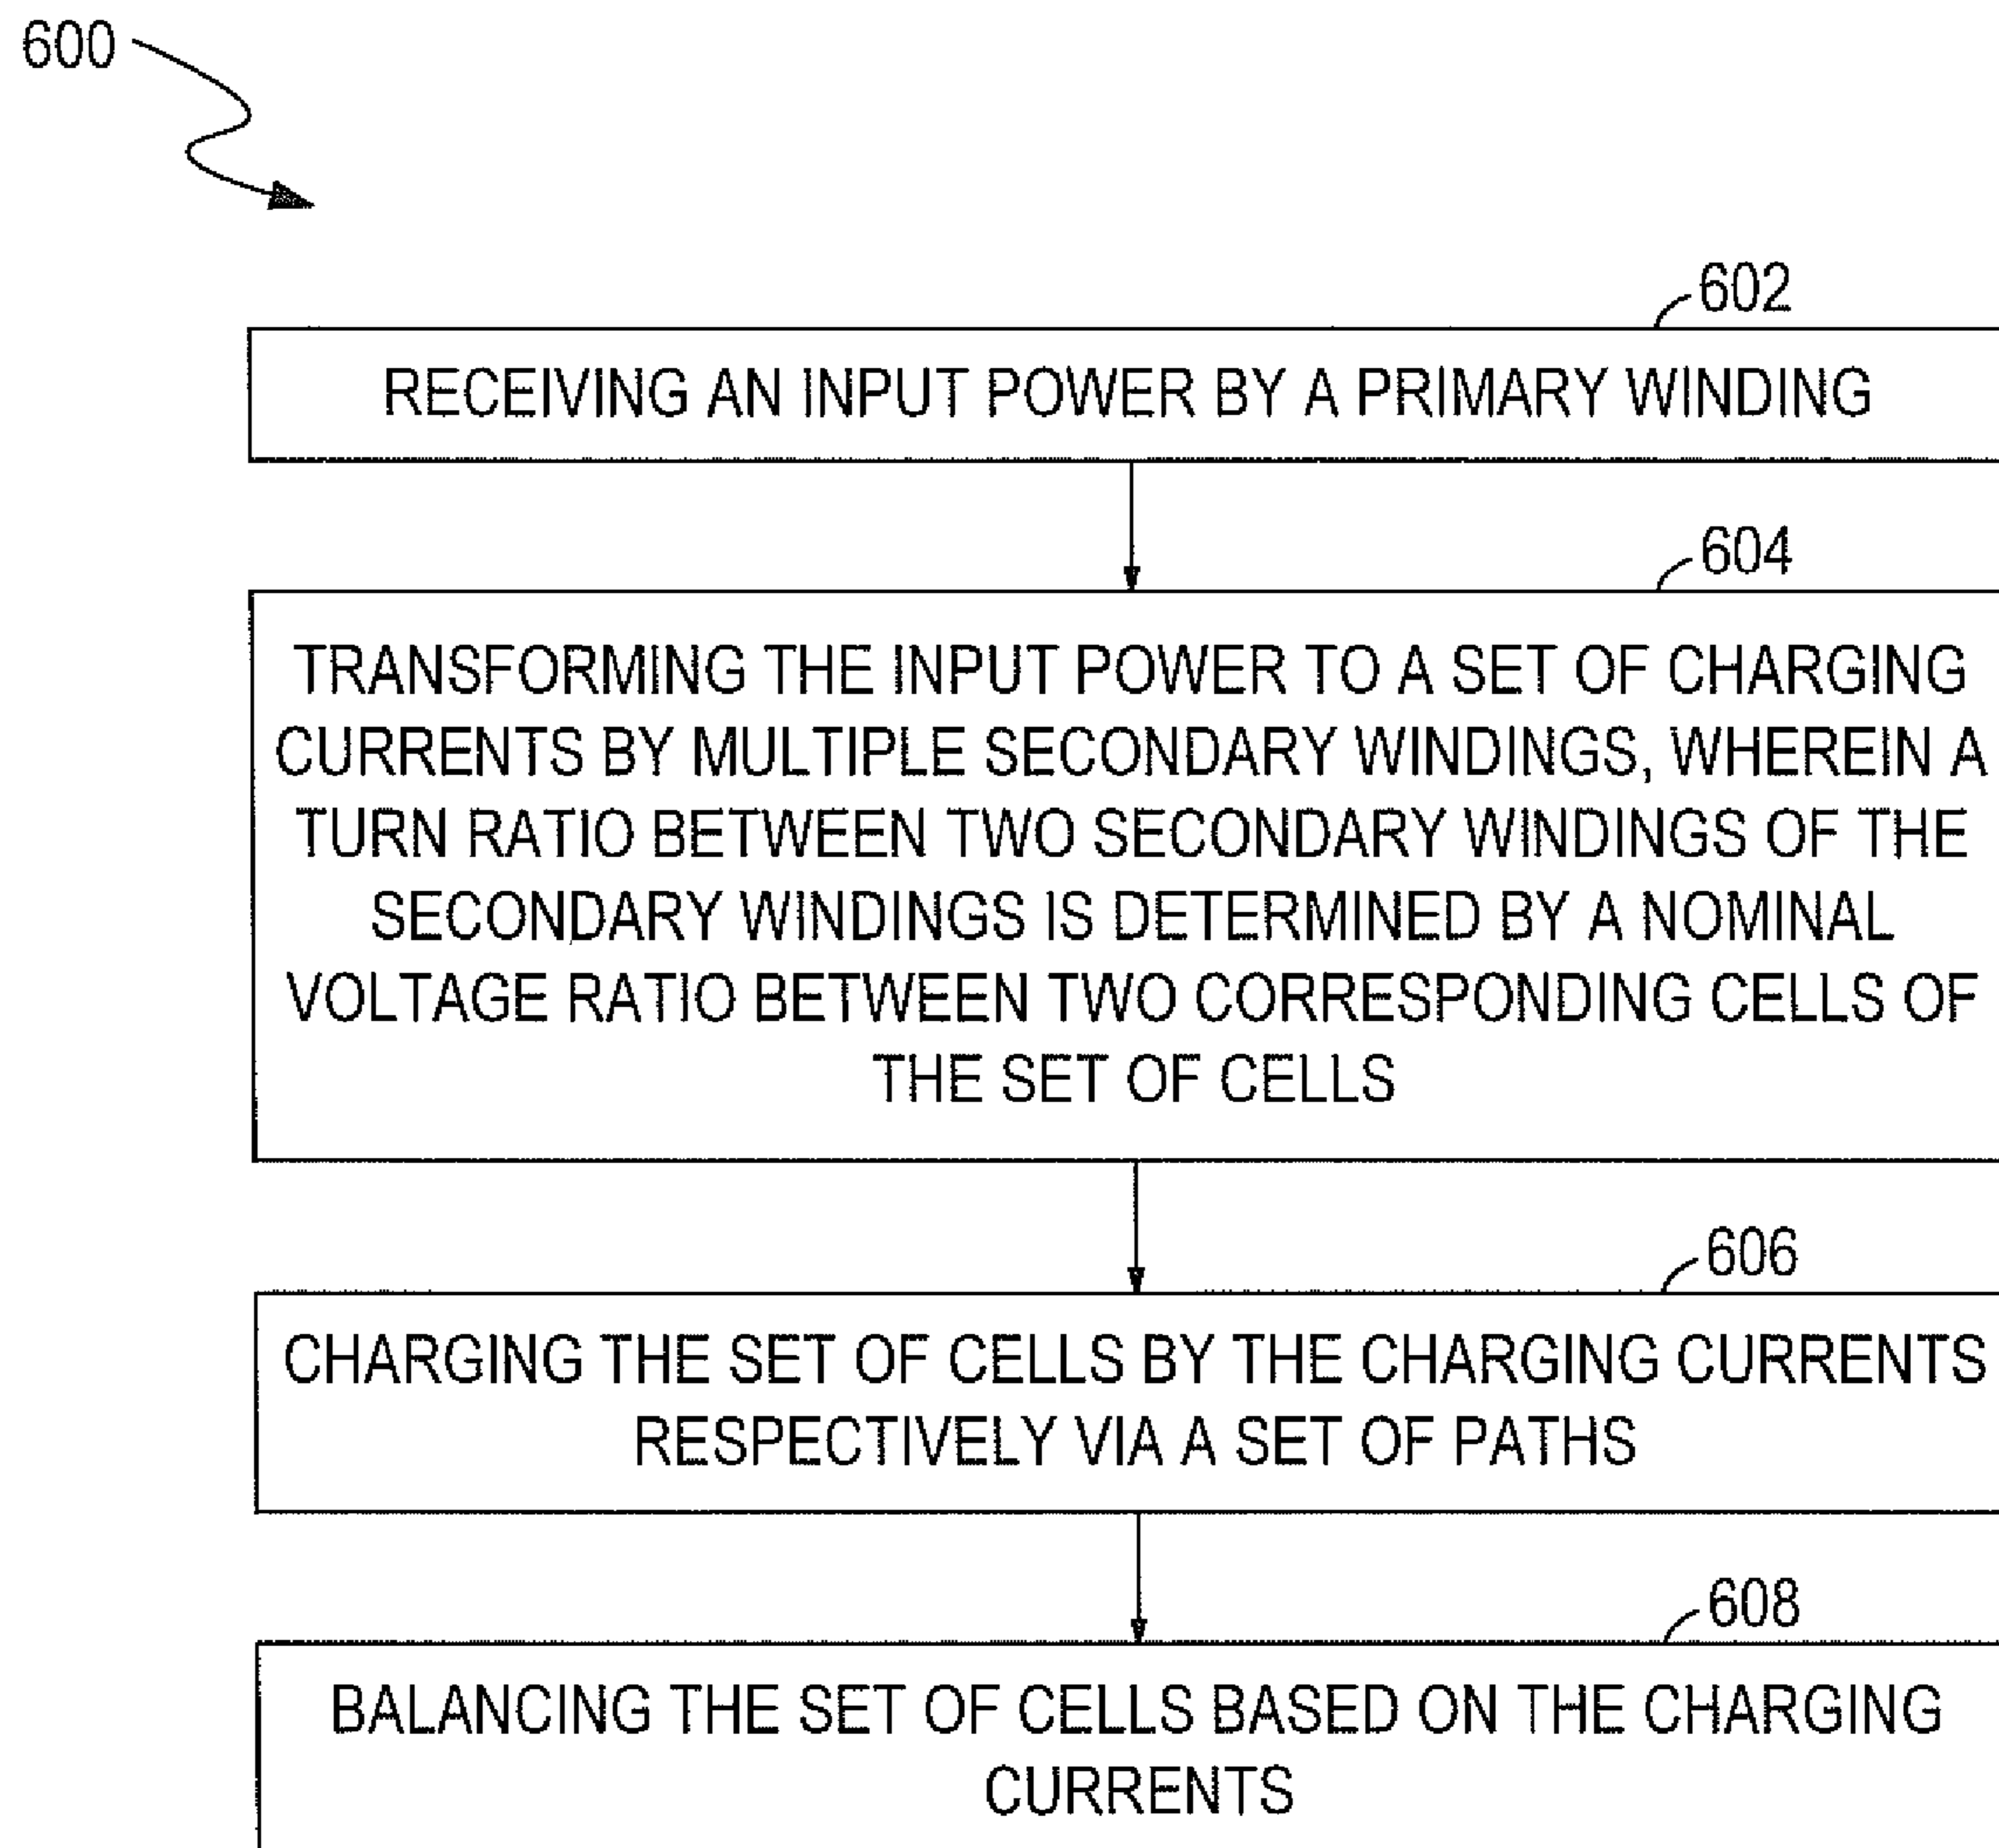 600
602
RECEIVING AN INPUT POWER BY A PRIMARY WINDING
604
TRANSFORMING THE INPUT POWER TO A SET OF CHARGING
CURRENTS BY MULTIPLE SECONDARY WINDINGS, WHEREIN A
TURN RATIO BETWEEN TWO SECONDARY WINDINGS OF THE
SECONDARY WINDINGS IS DETERMINED BY A NOMINAL
VOLTAGE RATIO BETWEEN TWO CORRESPONDING CELLS OF
THE SET OF CELLS
606
CHARGING THE SET OF CELLS BY THE CHARGING CURRENTS
RESPECTIVELY VIA A SET OF PATHS
608
BALANCING THE SET OF CELLS BASED ON THE CHARGING
CURRENTS